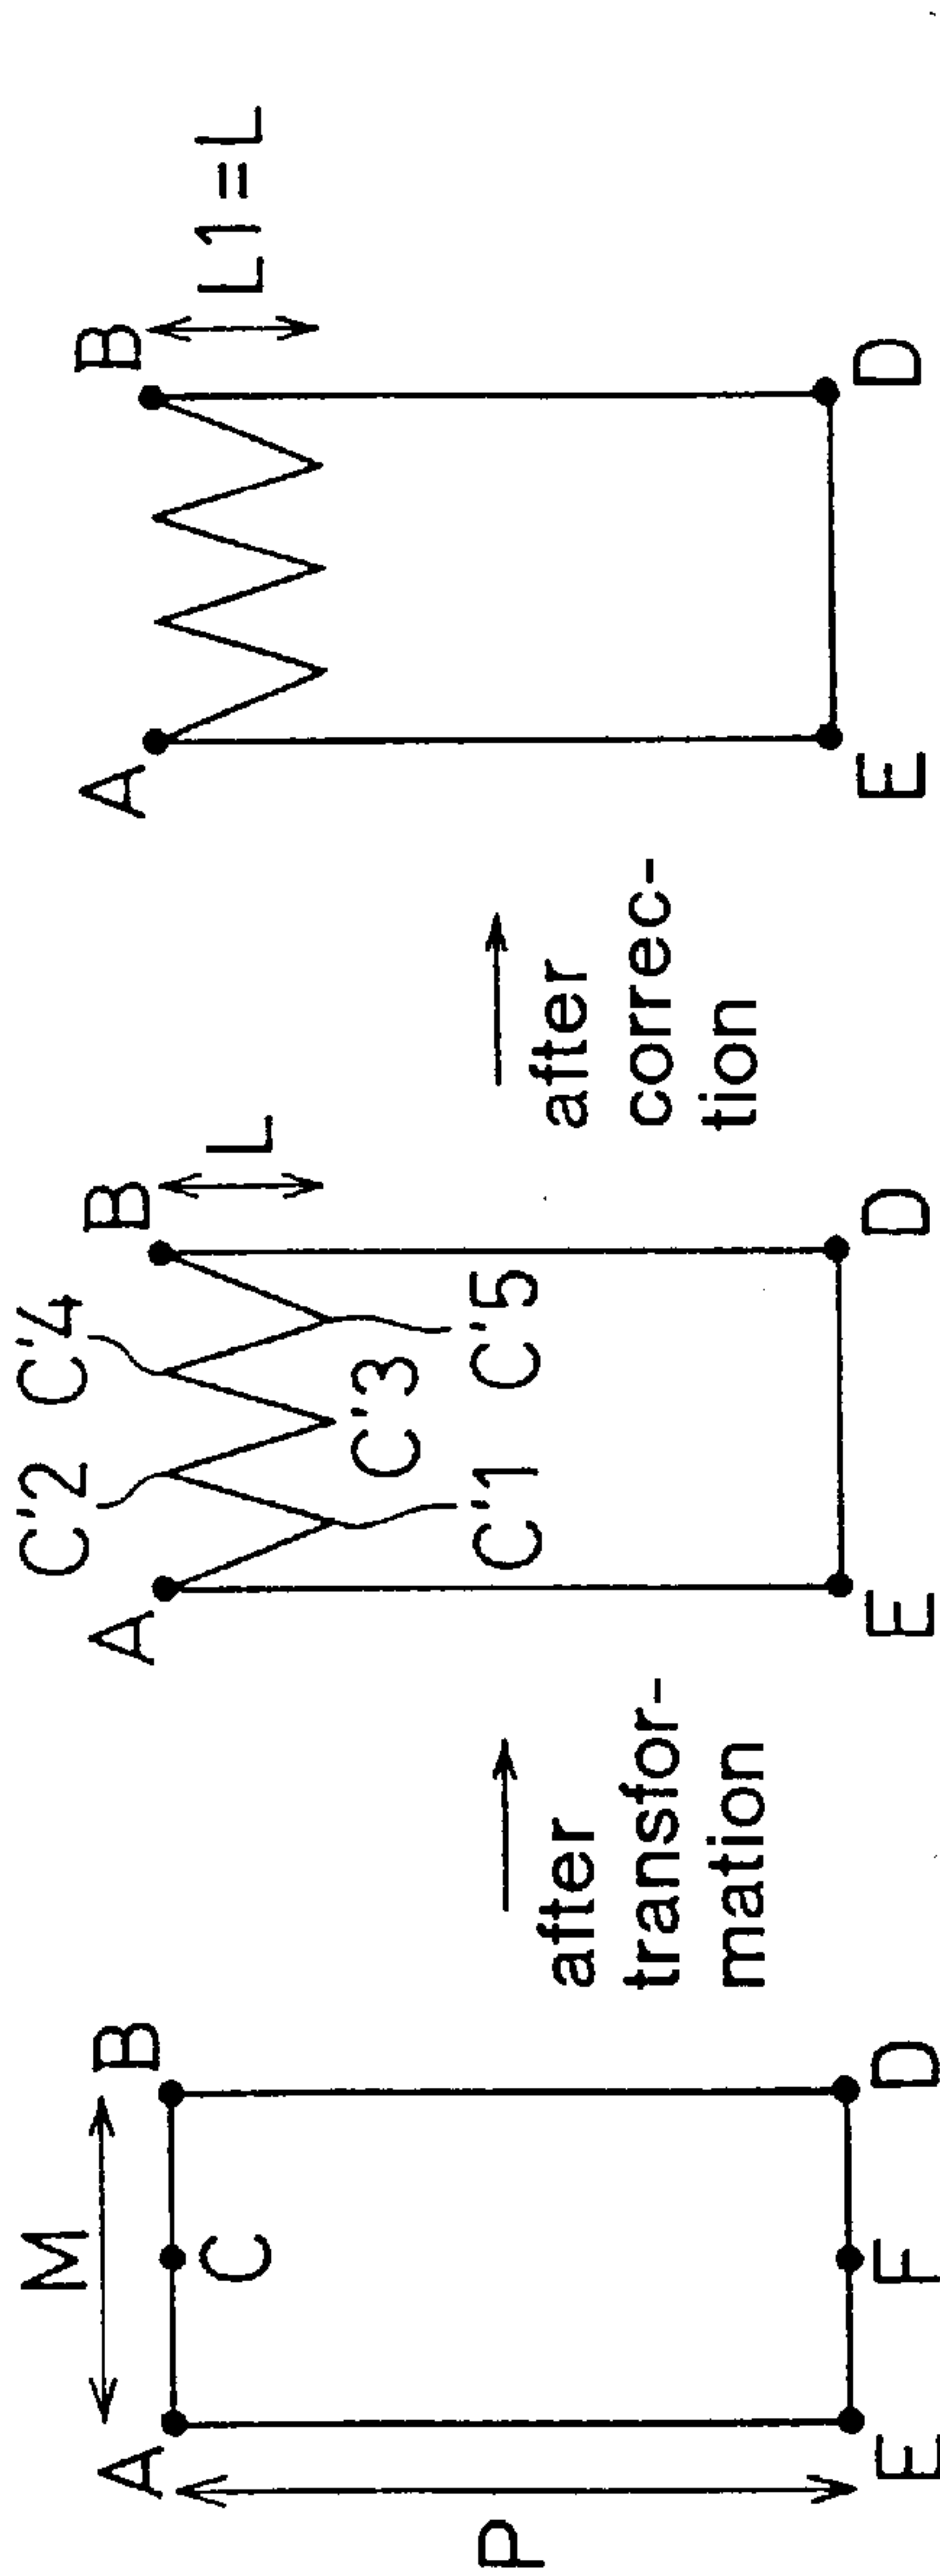 M
A
B
C
P
E
F
D
after
transfor-
mation
C'2
C'4
A
B
L
C'3
C'1
C'5
E
D
after
correc-
tion
A
B
L1=L
E
D